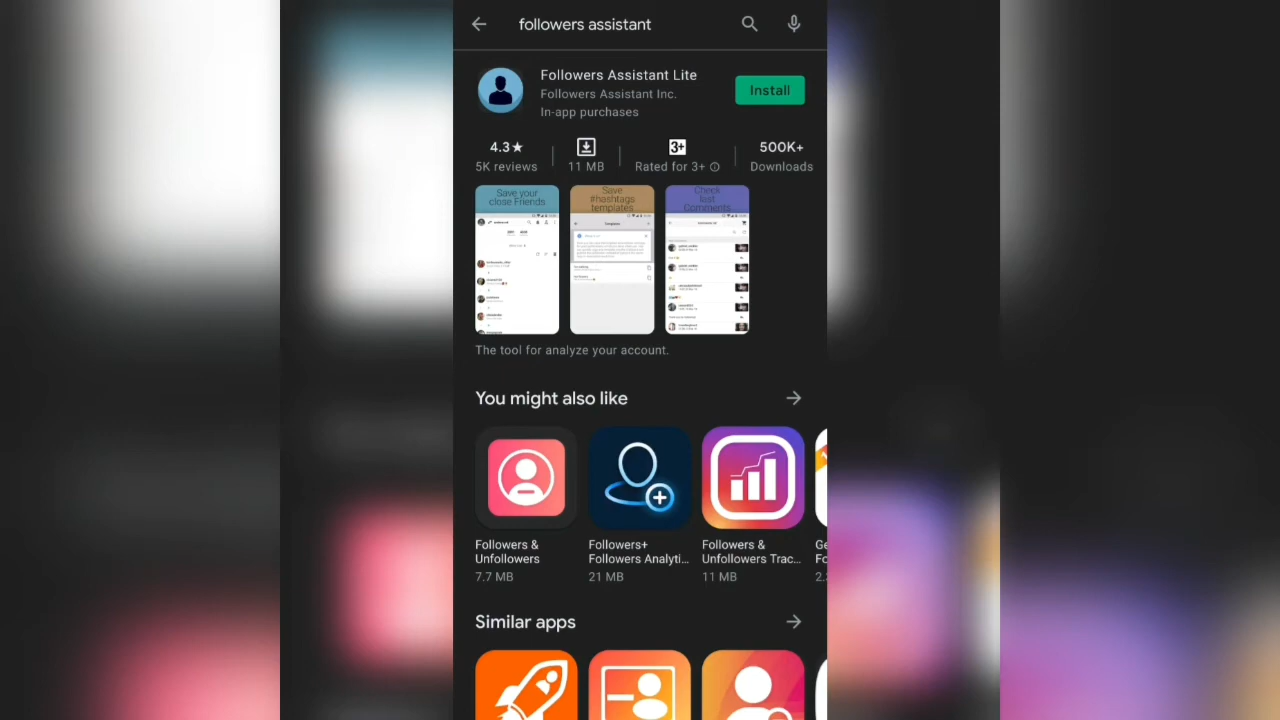 followers assistant
Followers Assistant Lite
Followers Assistant Inc.
In-app purchases
Install
4.3★
5K reviews
11 MB
3+
Rated for 3+
500K+
Downloads
Save your
close Friends
Save
#hashtags
templates
Check
last
Comments
The tool for analyze your account.
You might also like
Followers &
Unfollowers
7.7 MB
Followers+
Followers Analyti...
21 MB
Followers &
Unfollowers Trac...
11 MB
Ge
Fo
2.
Similar apps